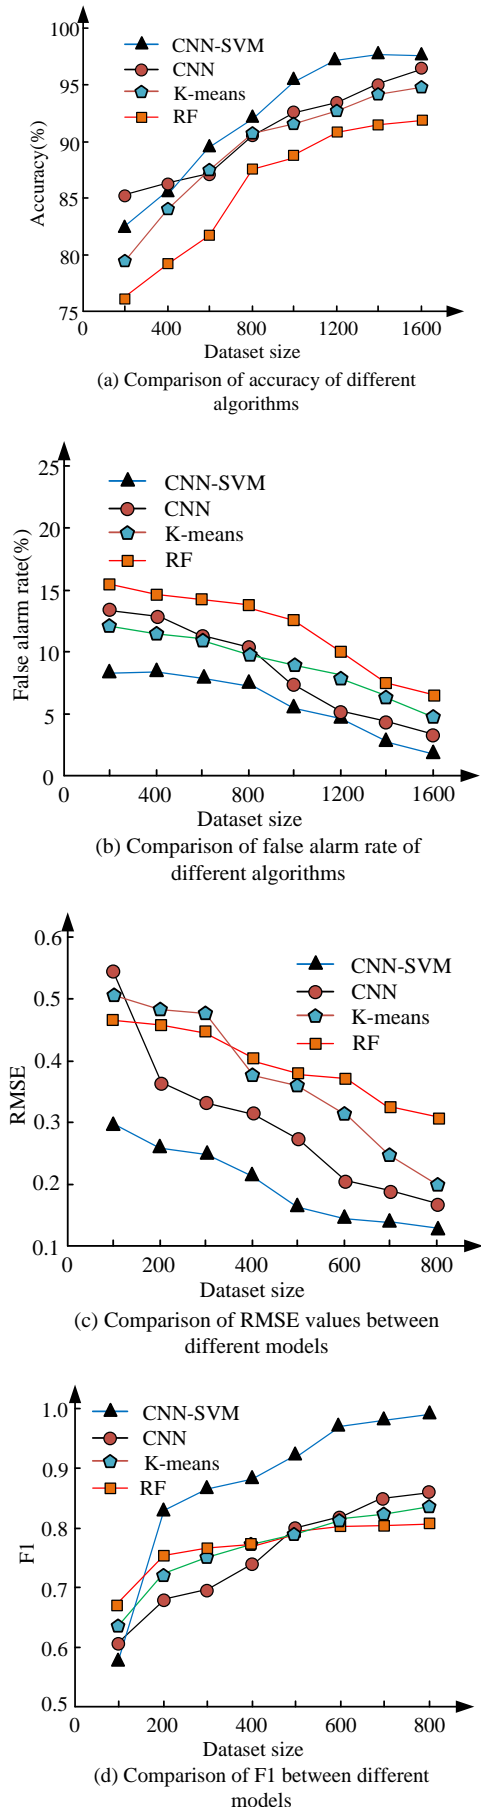 100
95
90
85
80
75
Accuracy(%)
CNN-SVM
CNN
K-means
RF
0
400
800
1200
1600
Dataset size
(a) Comparison of accuracy of different
algorithms
25
20
15
10
5
0
False alarm rate(%)
CNN-SVM
CNN
K-means
RF
0
400
800
1200
1600
Dataset size
(b) Comparison of false alarm rate of
different algorithms
0.6
0.5
0.4
0.3
0.2
0.1
RMSE
CNN-SVM
CNN
K-means
RF
0
200
400
600
800
Dataset size
(c) Comparison of RMSE values between
different models
1.0
0.9
0.8
0.7
0.6
0.5
F1
CNN-SVM
CNN
K-means
RF
0
200
400
600
800
Dataset size
(d) Comparison of F1 between different
models